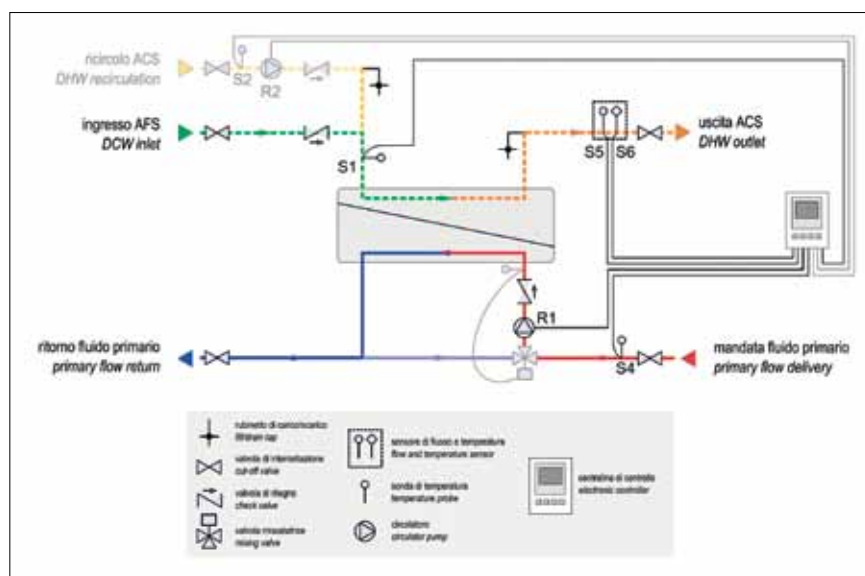 ricircolo ACS
DHW recirculation
S2
R2
ingresso AFS
DCW inlet
S1
S5 S6
uscita ACS
DHW outlet
R1
S4
ritorno fluido primario
primary flow return
mandata fluido primario
primary flow delivery
rubinetto di carico/scarico
fill/drain tap
valvola di intercettazione
cut-off valve
valvola di ritegno
check valve
valvola miscelatrice
mixing valve
sensore di flusso e temperatura
flow and temperature sensor
sonda di temperatura
temperature probe
circolatore
circulator pump
centralina di controllo
electronic controller